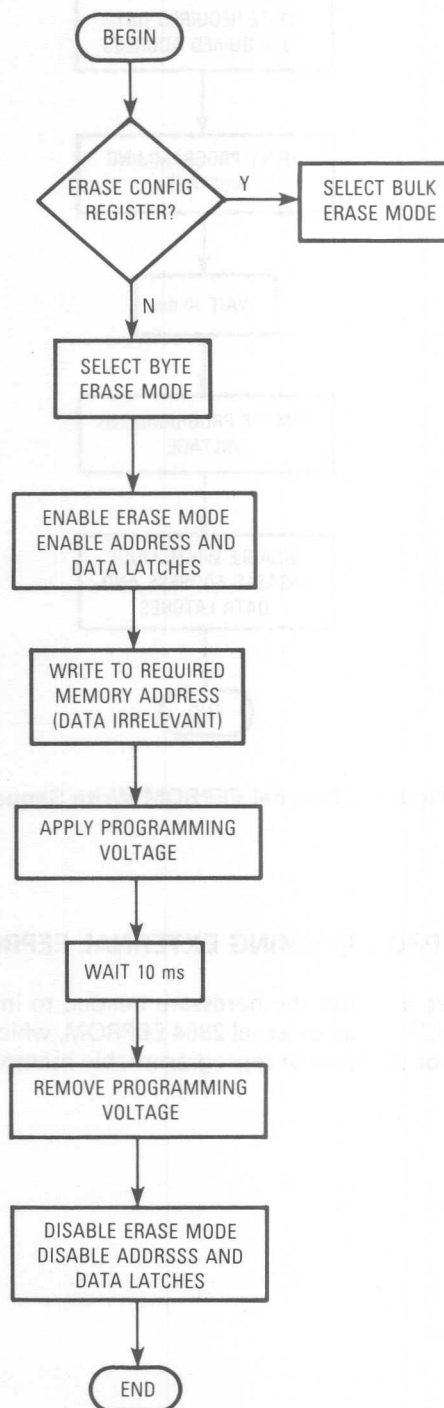 BEGIN
ERASE CONFIG
REGISTER?
Y
SELECT BULK
ERASE MODE
N
SELECT BYTE
ERASE MODE
ENABLE ERASE MODE
ENABLE ADDRESS AND
DATA LATCHES
WRITE TO REQUIRED
MEMORY ADDRESS
(DATA IRRELEVANT)
APPLY PROGRAMMING
VOLTAGE
WAIT 10 ms
REMOVE PROGRAMMING
VOLTAGE
DISABLE ERASE MODE
DISABLE ADDRSSS AND
DATA LATCHES
END